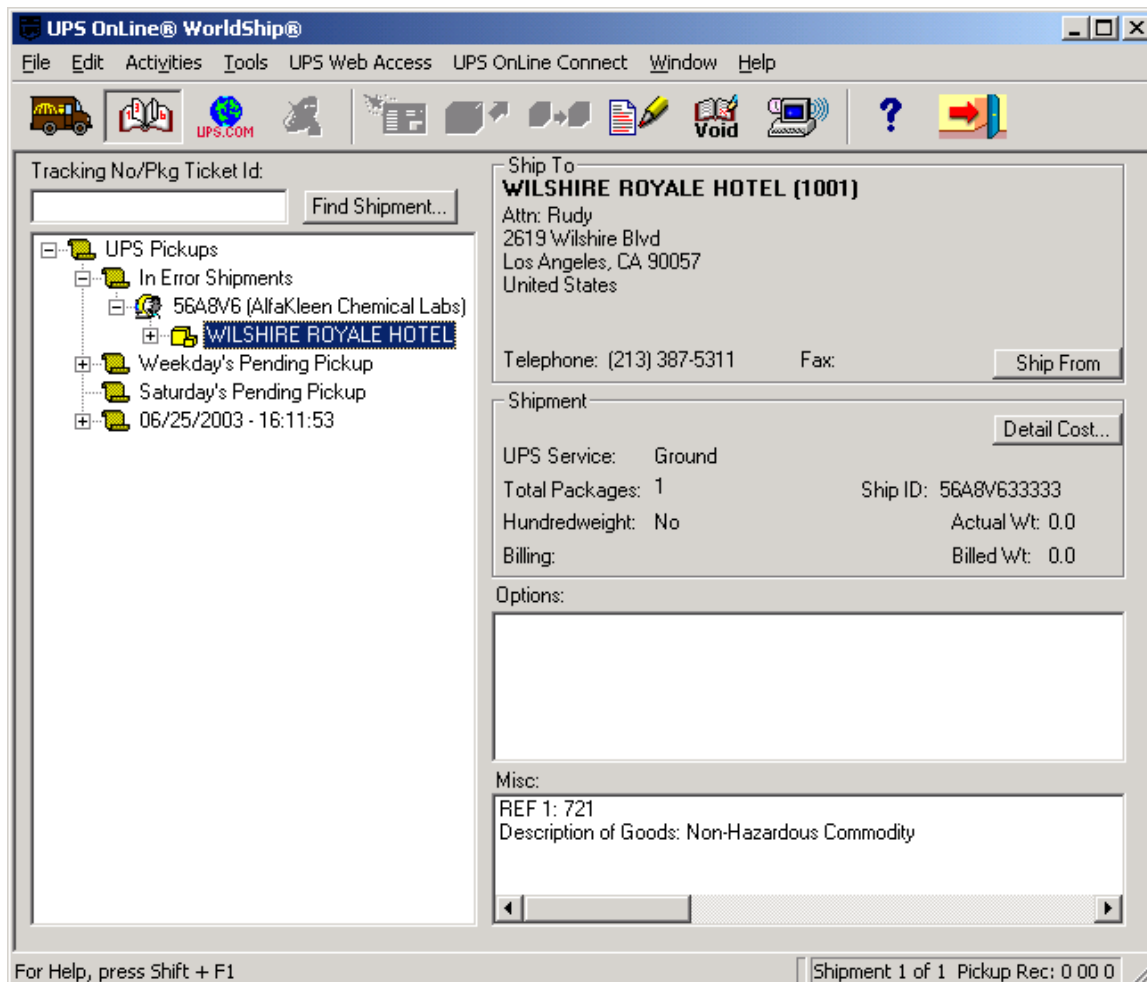 UPS OnLine® WorldShip®
File Edit Activities Tools UPS Web Access UPS OnLine Connect Window Help
UPS.COM
Void
?
Tracking No/Pkg Ticket Id:
Find Shipment...
UPS Pickups
In Error Shipments
56A8V6 (AlfaKleen Chemical Labs)
WILSHIRE ROYALE HOTEL
Weekday's Pending Pickup
Saturday's Pending Pickup
06/25/2003 - 16:11:53
Ship To
WILSHIRE ROYALE HOTEL (1001)
Attn: Rudy
2619 Wilshire Blvd
Los Angeles, CA 90057
United States
Telephone: (213) 387-5311 Fax: Ship From
Shipment
Detail Cost...
UPS Service: Ground
Total Packages: 1 Ship ID: 56A8V633333
Hundredweight: No Actual Wt: 0.0
Billing: Billed Wt: 0.0
Options:
Misc:
REF 1: 721
Description of Goods: Non-Hazardous Commodity
For Help, press Shift + F1 Shipment 1 of 1 Pickup Rec: 0 00 0